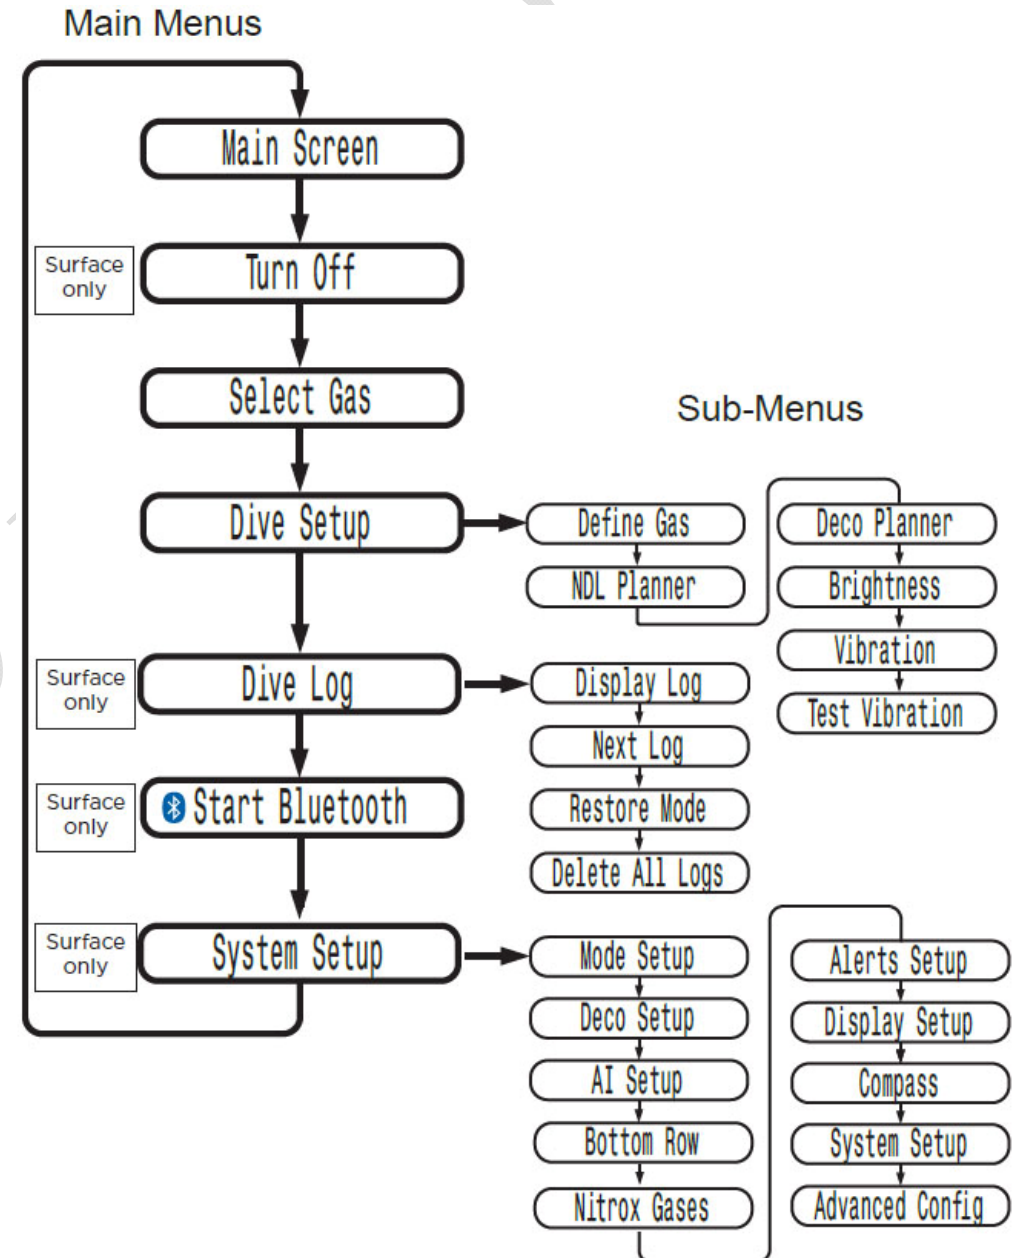 Main Menus
Main Screen
Surface
only
Turn Off
Select Gas
Sub-Menus
Dive Setup
Define Gas
NDL Planner
Deco Planner
Brightness
Vibration
Test Vibration
Surface
only
Dive Log
Display Log
Next Log
Restore Mode
Delete All Logs
Surface
only
Start Bluetooth
Surface
only
System Setup
Mode Setup
Deco Setup
AI Setup
Bottom Row
Nitrox Gases
Alerts Setup
Display Setup
Compass
System Setup
Advanced Config